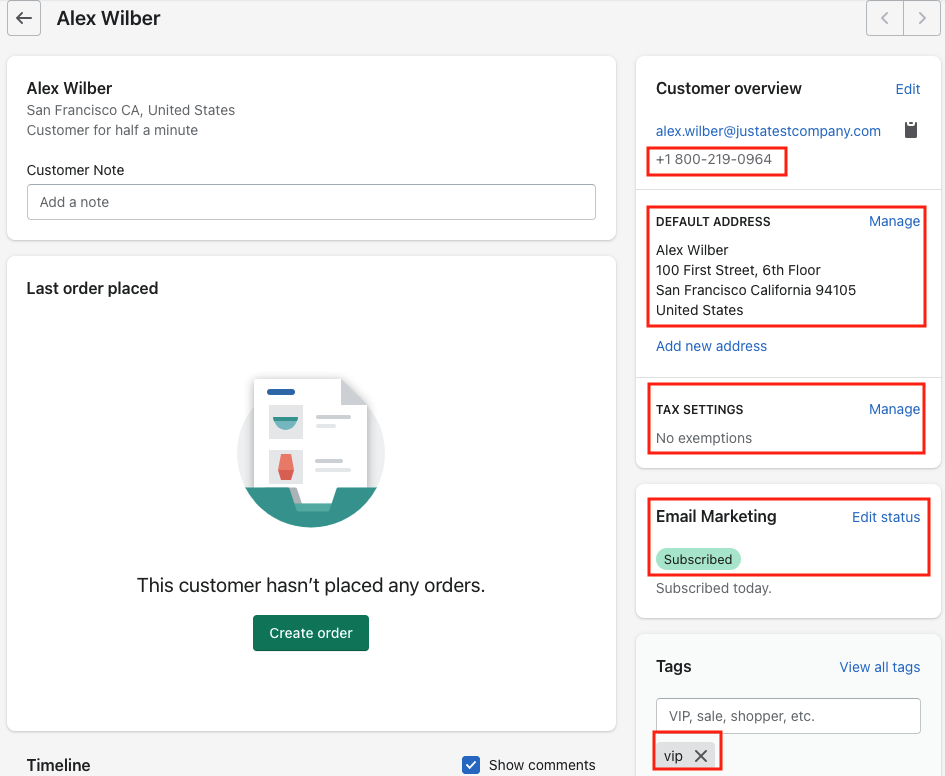 Alex Wilber
Alex Wilber
San Francisco CA, United States
Customer for half a minute
Customer Note
Add a note
Last order placed
This customer hasn’t placed any orders.
Create order
Timeline
Show comments
Customer overview
Edit
alex.wilber@justatestcompany.com
+1 800-219-0964
DEFAULT ADDRESS
Manage
Alex Wilber
100 First Street, 6th Floor
San Francisco California 94105
United States
Add new address
TAX SETTINGS
Manage
No exemptions
Email Marketing
Edit status
Subscribed
Subscribed today.
Tags
View all tags
VIP, sale, shopper, etc.
vip